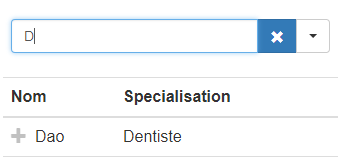 D
Nom Specialisation
Dao Dentiste